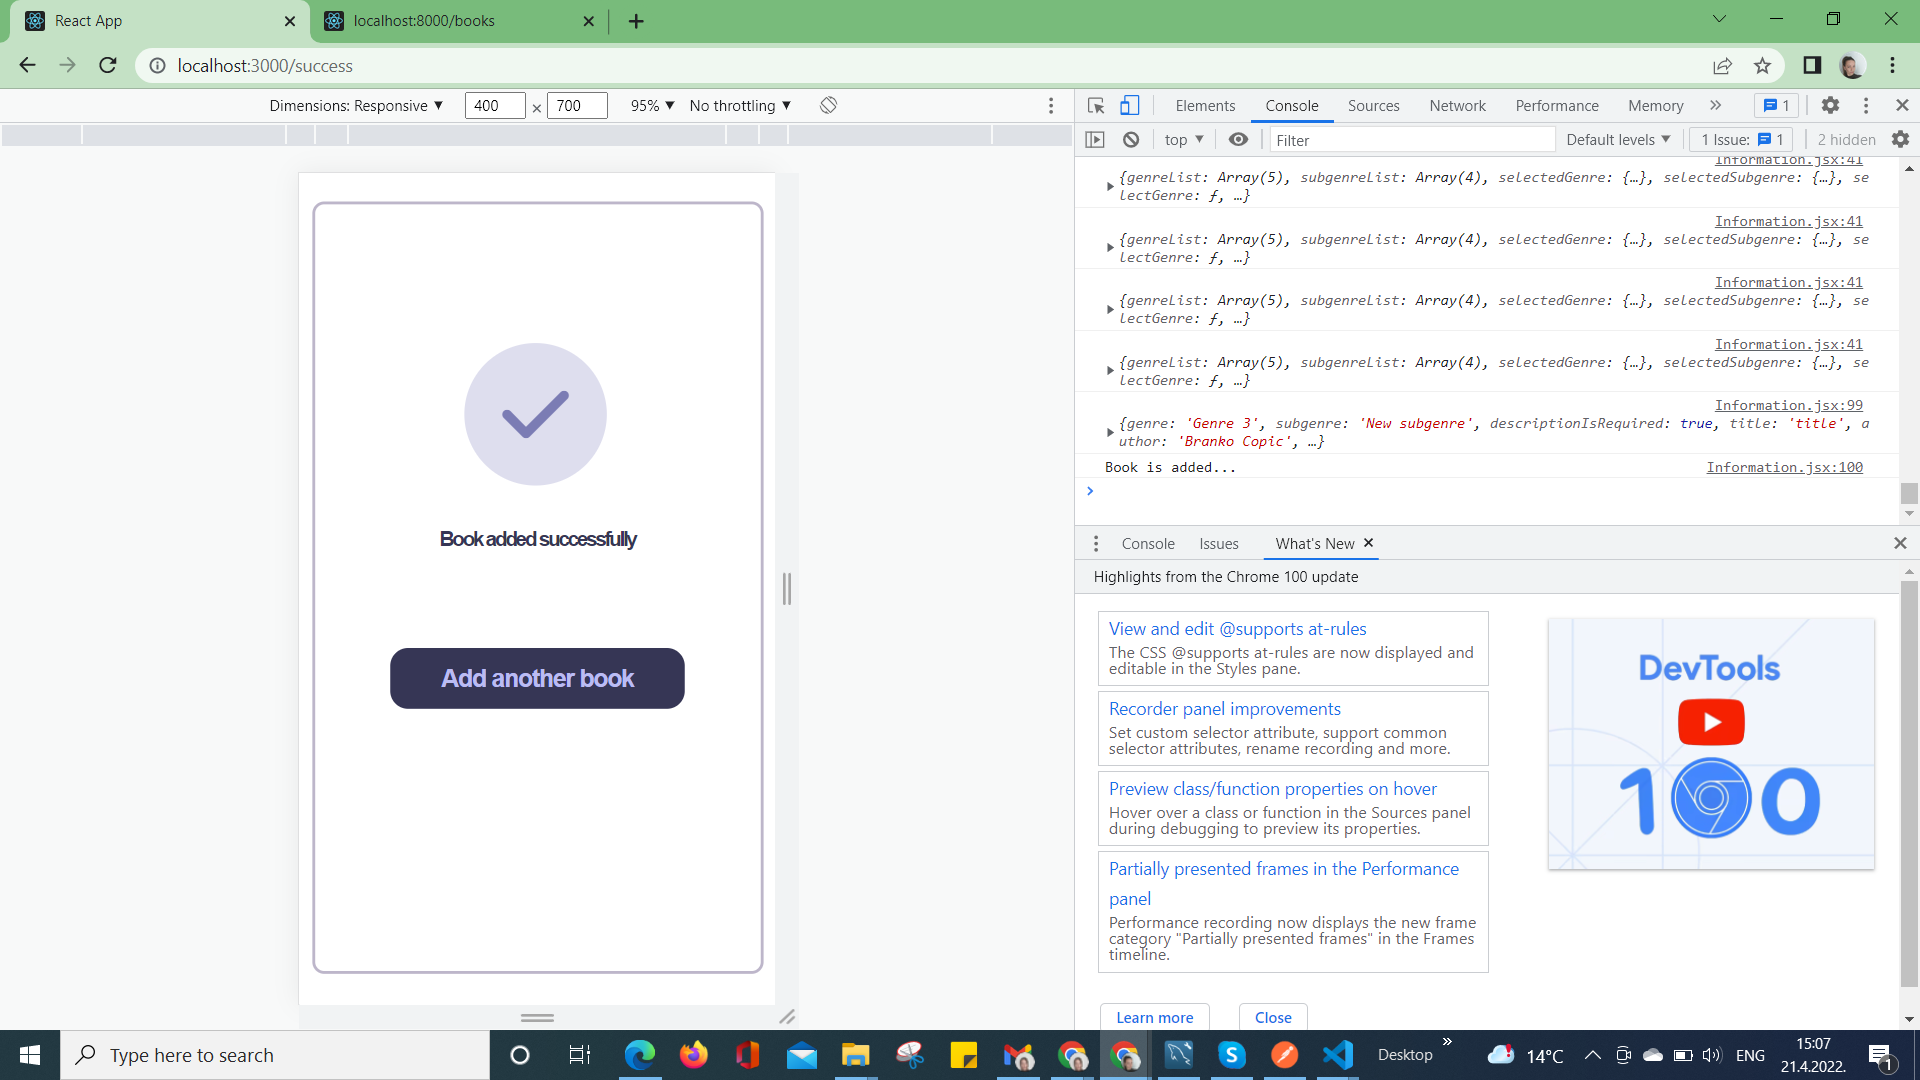 React App
localhost:8000/books
localhost:3000/success
Dimensions: Responsive ▼ 400 × 700 95% ▼ No throttling ▼
Book added successfully
Add another book
Elements Console Sources Network Performance Memory » 1
top ▼ Filter Default levels ▼ 1 Issue: 1 2 hidden
Information.jsx:41
{genreList: Array(5), subgenreList: Array(4), selectedGenre: {…}, selectedSubgenre: {…}, se
lectGenre: ƒ, …}
Information.jsx:41
{genreList: Array(5), subgenreList: Array(4), selectedGenre: {…}, selectedSubgenre: {…}, se
lectGenre: ƒ, …}
Information.jsx:41
{genreList: Array(5), subgenreList: Array(4), selectedGenre: {…}, selectedSubgenre: {…}, se
lectGenre: ƒ, …}
Information.jsx:41
{genreList: Array(5), subgenreList: Array(4), selectedGenre: {…}, selectedSubgenre: {…}, se
lectGenre: ƒ, …}
Information.jsx:99
{genre: 'Genre 3', subgenre: 'New subgenre', descriptionIsRequired: true, title: 'title', a
uthor: 'Branko Copic', …}
Book is added... Information.jsx:100
Console Issues What's New
Highlights from the Chrome 100 update
View and edit @supports at-rules
The CSS @supports at-rules are now displayed and
editable in the Styles pane.
Recorder panel improvements
Set custom selector attribute, support common
selector attributes, rename recording and more.
Preview class/function properties on hover
Hover over a class or function in the Sources panel
during debugging to preview its properties.
Partially presented frames in the Performance
panel
Performance recording now displays the new frame
category "Partially presented frames" in the Frames
timeline.
Learn more Close
DevTools
100
Type here to search
Desktop »
14°C
ENG
15:07
21.4.2022.
1